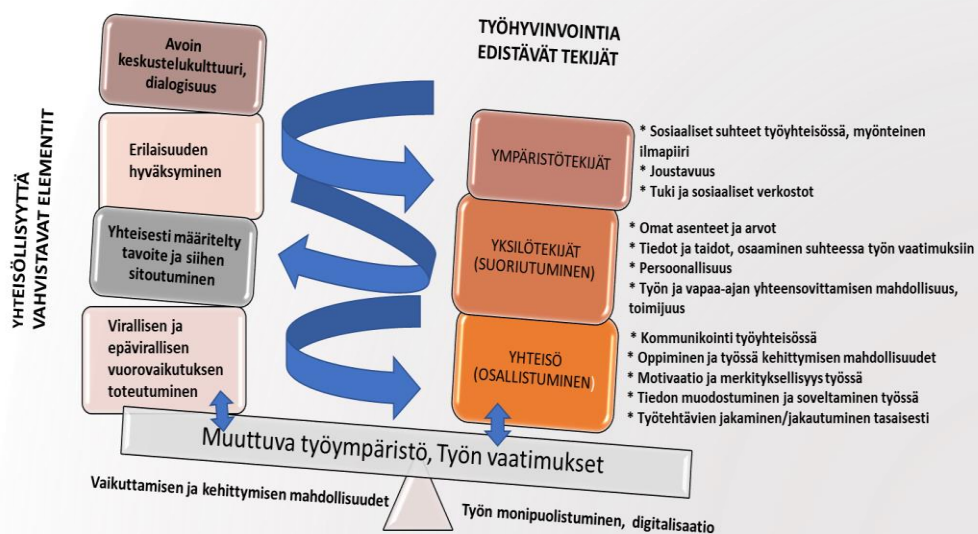 YHTEISÖLLISYYTTÄ
VAHVISTAVAT ELEMENTIT
Avoin
keskustelukulttuuri,
dialogisuus
Erilaisuuden
hyväksyminen
Yhteisesti määritelty
tavoite ja siihen
sitoutuminen
Virallisen ja
epävirallisen
vuorovaikutuksen
toteutuminen
TYÖHYVINVOINTIA
EDISTÄVÄT TEKIJÄT
YMPÄRISTÖTEKIJÄT
* Sosiaaliset suhteet työyhteisössä, myönteinen
ilmapiiri
* Joustavuus
* Tuki ja sosiaaliset verkostot
YKSILÖTEKIJÄT
(SUORIUTUMINEN)
* Omat asenteet ja arvot
* Tiedot ja taidot, osaaminen suhteessa työn vaatimuksiin
* Persoonallisuus
* Työn ja vapaa-ajan yhteensovittamisen mahdollisuus,
toimijuus
YHTEISÖ
(OSALLISTUMINEN)
* Kommunikointi työyhteisössä
* Oppiminen ja työssä kehittymisen mahdollisuudet
* Motivaatio ja merkityksellisyys työssä
* Tiedon muodostuminen ja soveltaminen työssä
* Työtehtävien jakaminen/jakautuminen tasaisesti
Muuttuva työympäristö, Työn vaatimukset
Vaikuttamisen ja kehittymisen mahdollisuudet
Työn monipuolistuminen, digitalisaatio